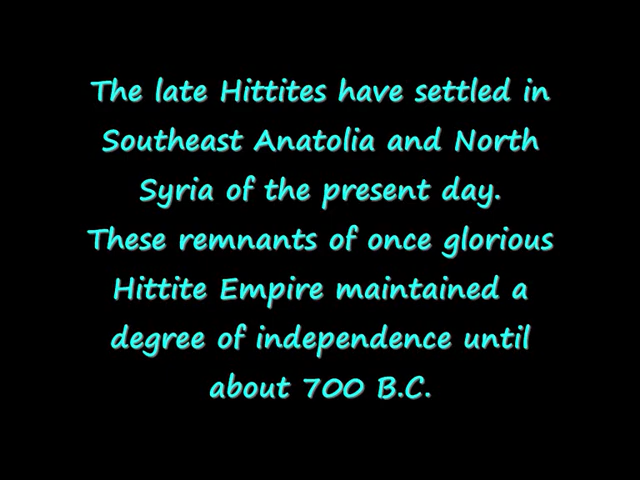 The late Hittites have settled in
Southeast Anatolia and North
Syria of the present day.
These remnants of once glorious
Hittite Empire maintained a
degree of independence until
about 700 B.C.